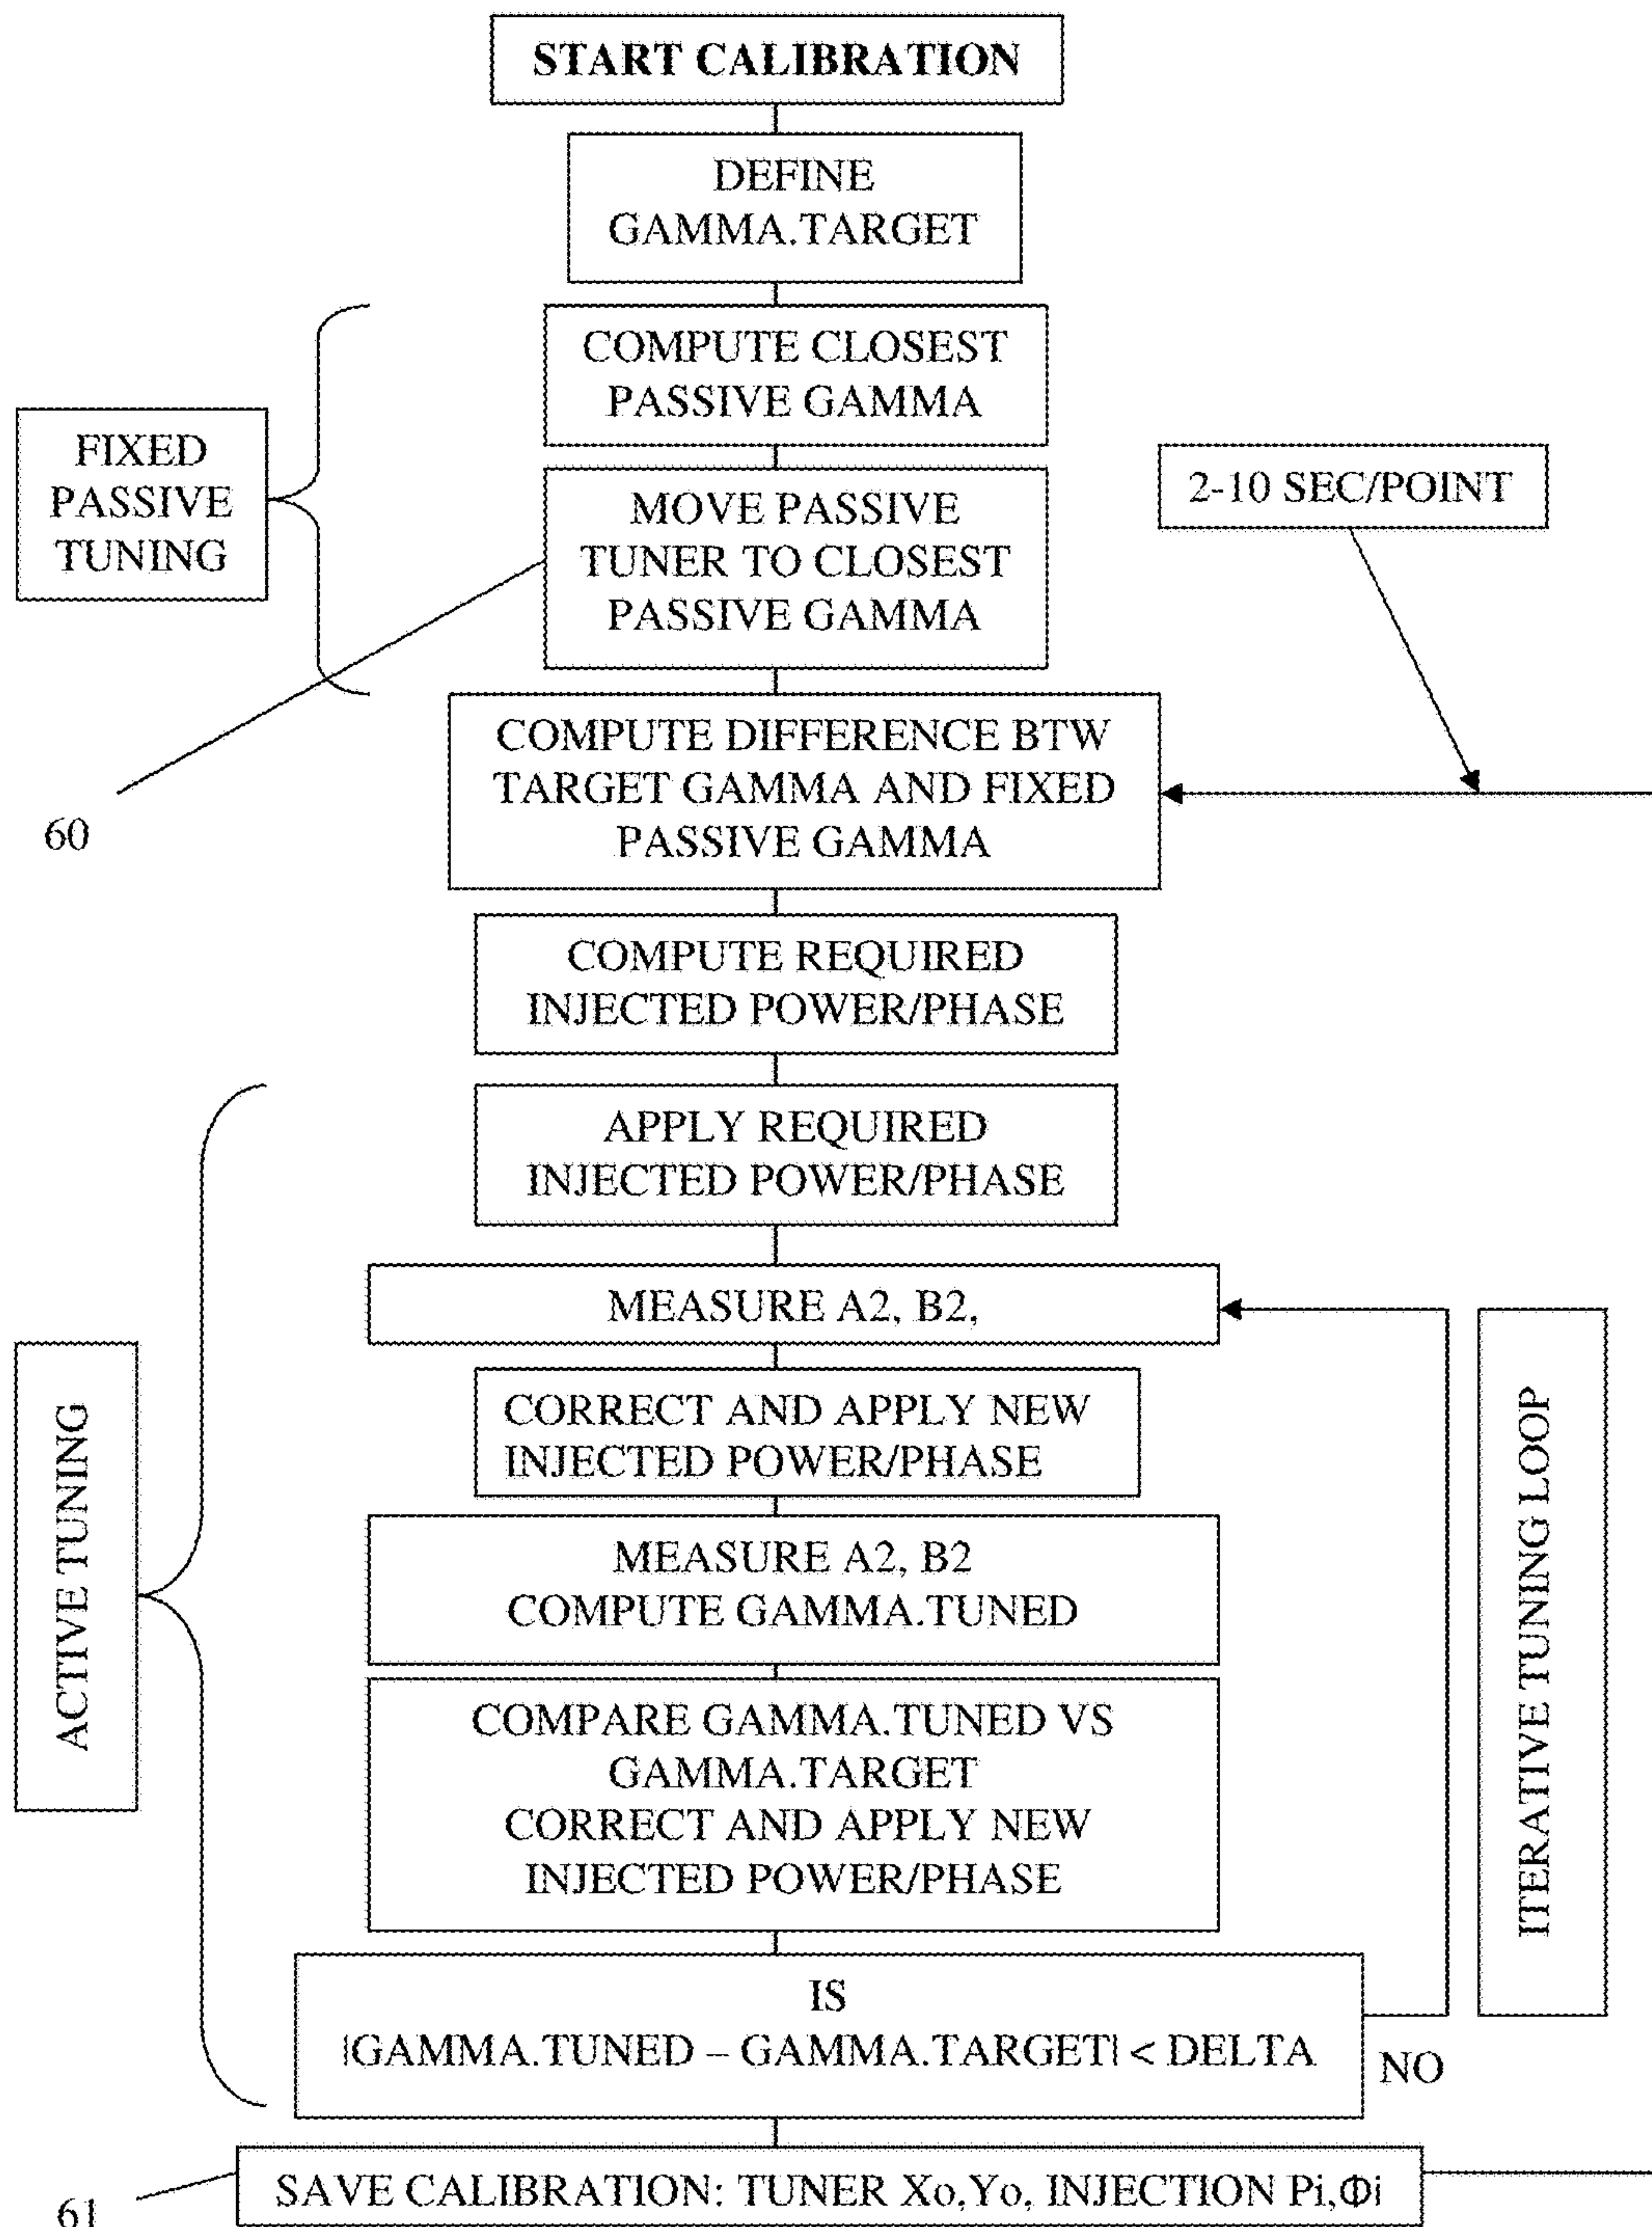 START CALIBRATION
DEFINE
GAMMA.TARGET
COMPUTE CLOSEST
PASSIVE GAMMA
FIXED
PASSIVE
TUNING
MOVE PASSIVE
TUNER TO CLOSEST
PASSIVE GAMMA
2-10 SEC/POINT
COMPUTE DIFFERENCE BTW
TARGET GAMMA AND FIXED
PASSIVE GAMMA
60
COMPUTE REQUIRED
INJECTED POWER/PHASE
APPLY REQUIRED
INJECTED POWER/PHASE
MEASURE A2, B2,
CORRECT AND APPLY NEW
INJECTED POWER/PHASE
MEASURE A2, B2
COMPUTE GAMMA.TUNED
COMPARE GAMMA.TUNED VS
GAMMA.TARGET
CORRECT AND APPLY NEW
INJECTED POWER/PHASE
ACTIVE TUNING
ITERATIVE TUNING LOOP
IS
|GAMMA.TUNED – GAMMA.TARGET| < DELTA
NO
SAVE CALIBRATION: TUNER Xo,Yo, INJECTION Pi,Φi
61